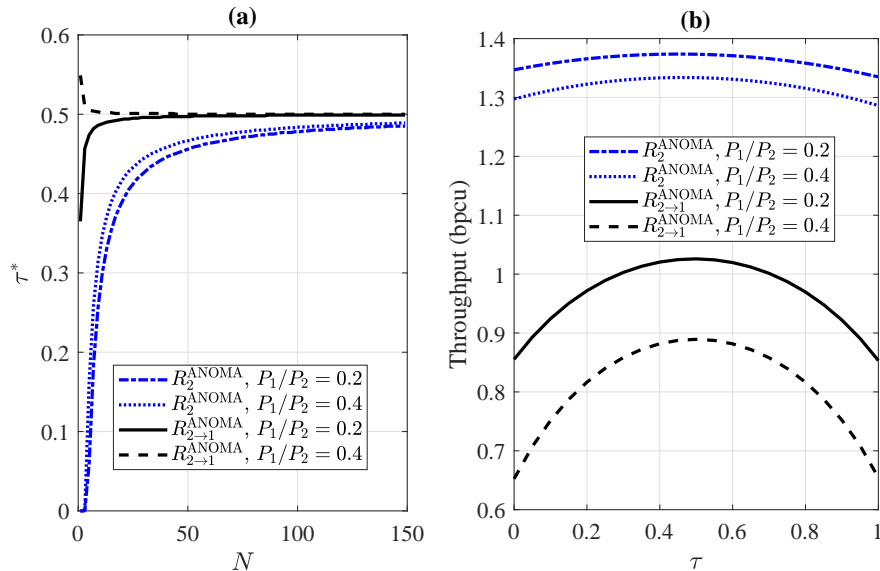 (a)
0.6
0.5
0.4
0.3
0.2
0.1
0
τ*
R_2^ANOMA, P_1/P_2 = 0.2
R_2^ANOMA, P_1/P_2 = 0.4
R_{2→1}^ANOMA, P_1/P_2 = 0.2
R_{2→1}^ANOMA, P_1/P_2 = 0.4
0 50 100 150
N
(b)
1.4
1.3
1.2
1.1
1
0.9
0.8
0.7
0.6
Throughput (bpcu)
R_2^ANOMA, P_1/P_2 = 0.2
R_2^ANOMA, P_1/P_2 = 0.4
R_{2→1}^ANOMA, P_1/P_2 = 0.2
R_{2→1}^ANOMA, P_1/P_2 = 0.4
0 0.2 0.4 0.6 0.8 1
τ